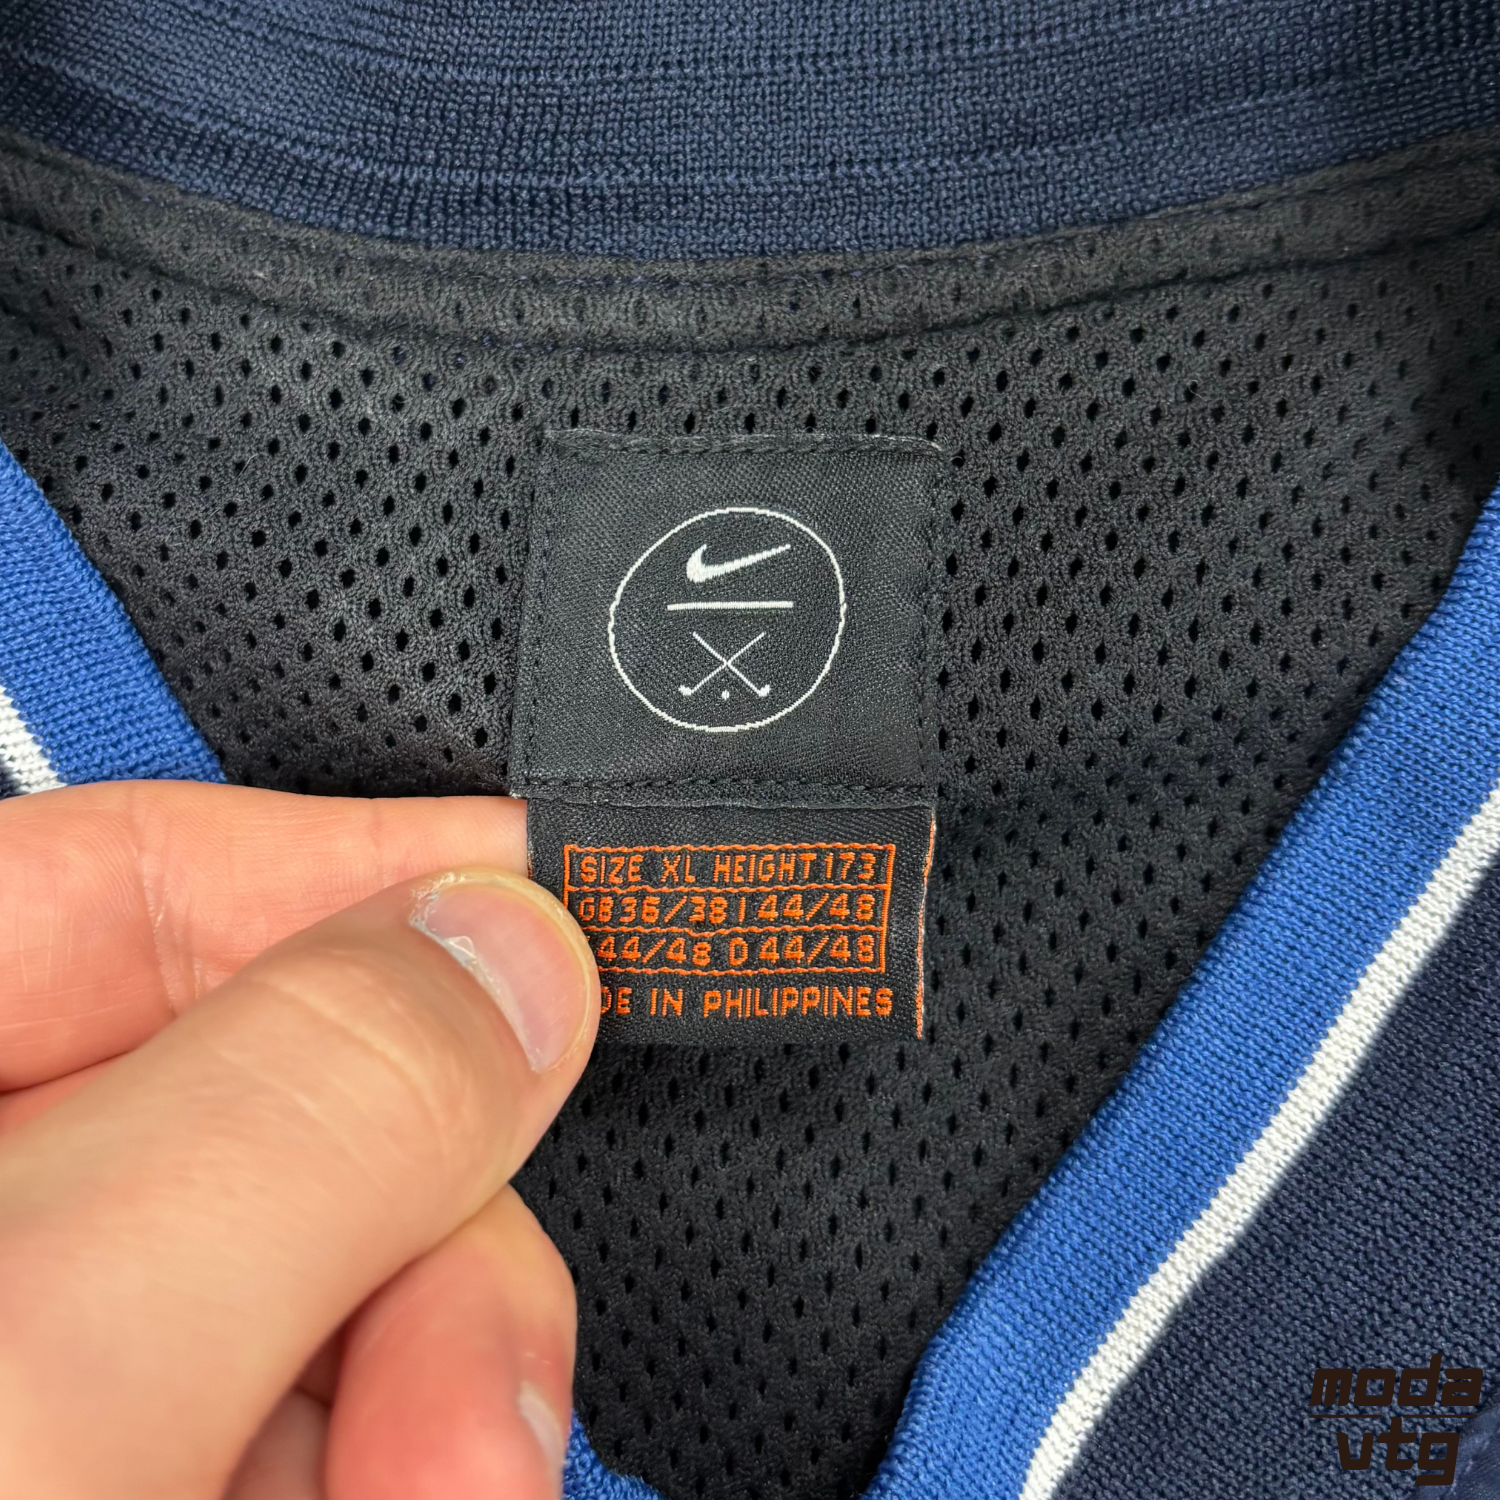 SIZE XL HEIGHT 173
GB 36/38 I 44/48
44/48 D 44/48
DE IN PHILIPPINES
moda
vtg